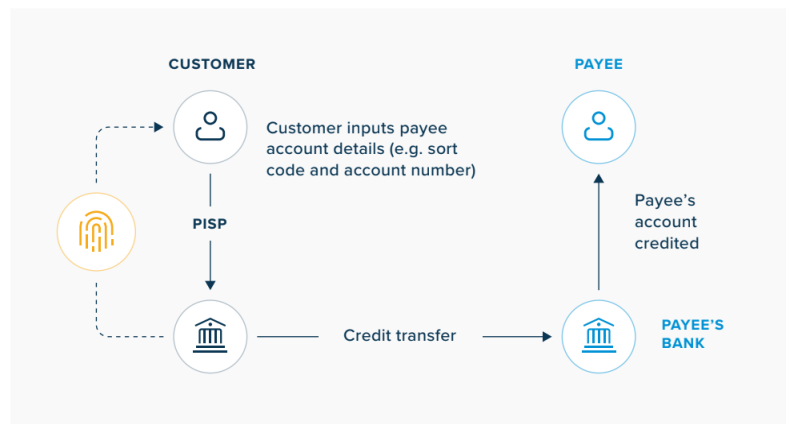 CUSTOMER
PAYEE
Customer inputs payee
account details (e.g. sort
code and account number)
PISP
Payee’s
account
credited
Credit transfer
PAYEE’S
BANK